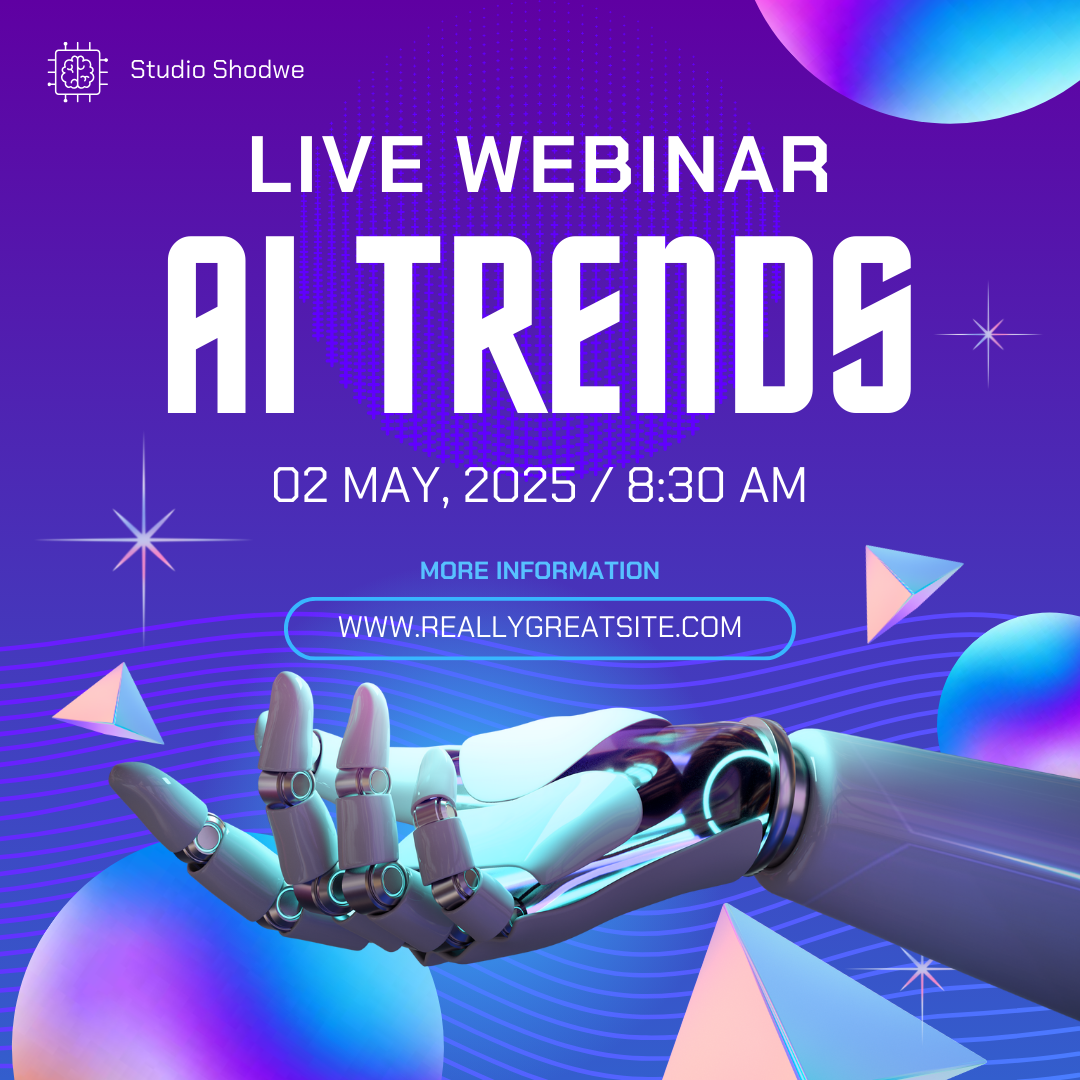 Studio Shodwe
LIVE WEBINAR
AI TRENDS
02 MAY, 2025 / 8:30 AM
MORE INFORMATION
WWW.REALLYGREATSITE.COM